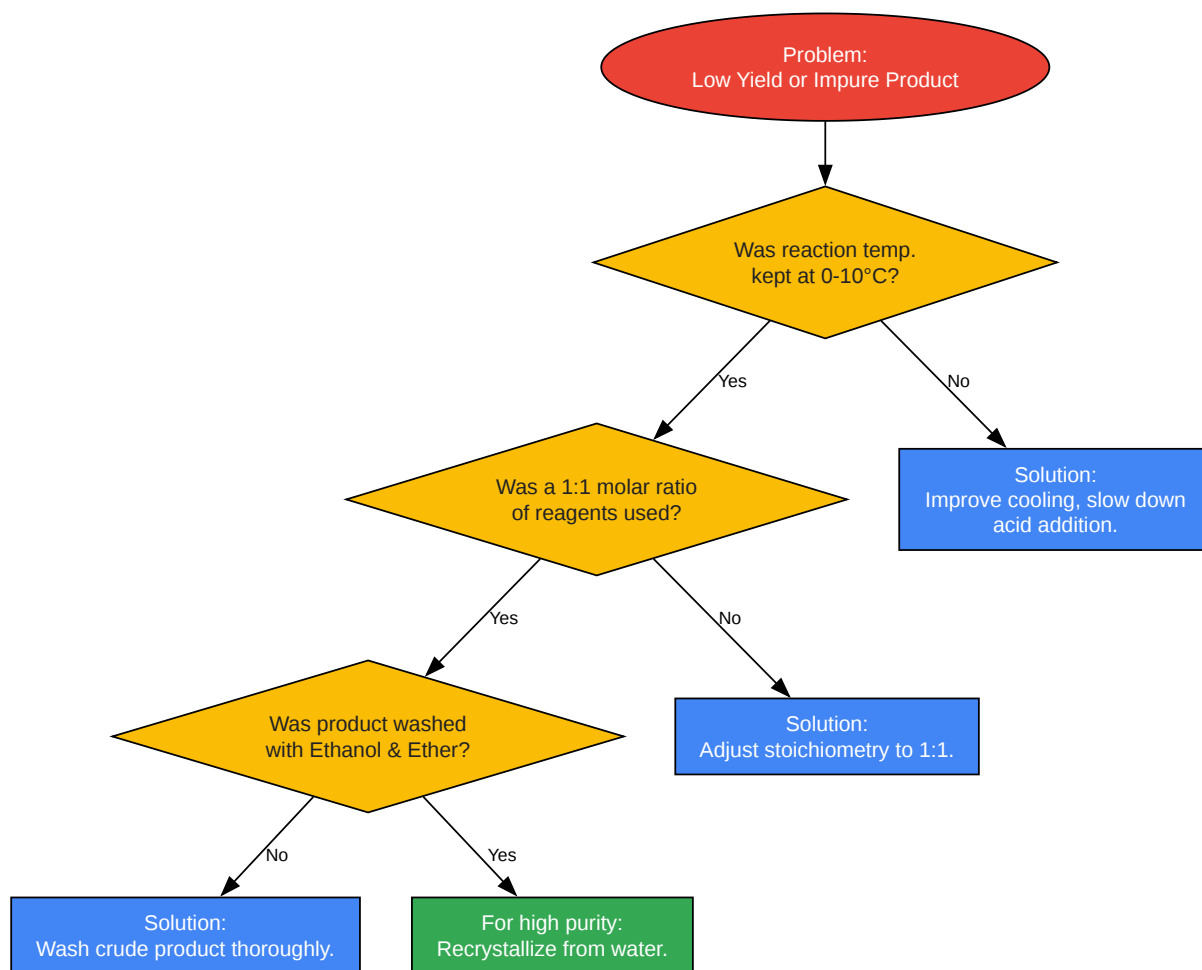 Problem:
Low Yield or Impure Product
Was reaction temp.
kept at 0-10°C?
Yes
No
Was a 1:1 molar ratio
of reagents used?
Solution:
Improve cooling, slow down
acid addition.
Yes
No
Was product washed
with Ethanol & Ether?
Solution:
Adjust stoichiometry to 1:1.
No
Yes
Solution:
Wash crude product thoroughly.
For high purity:
Recrystallize from water.